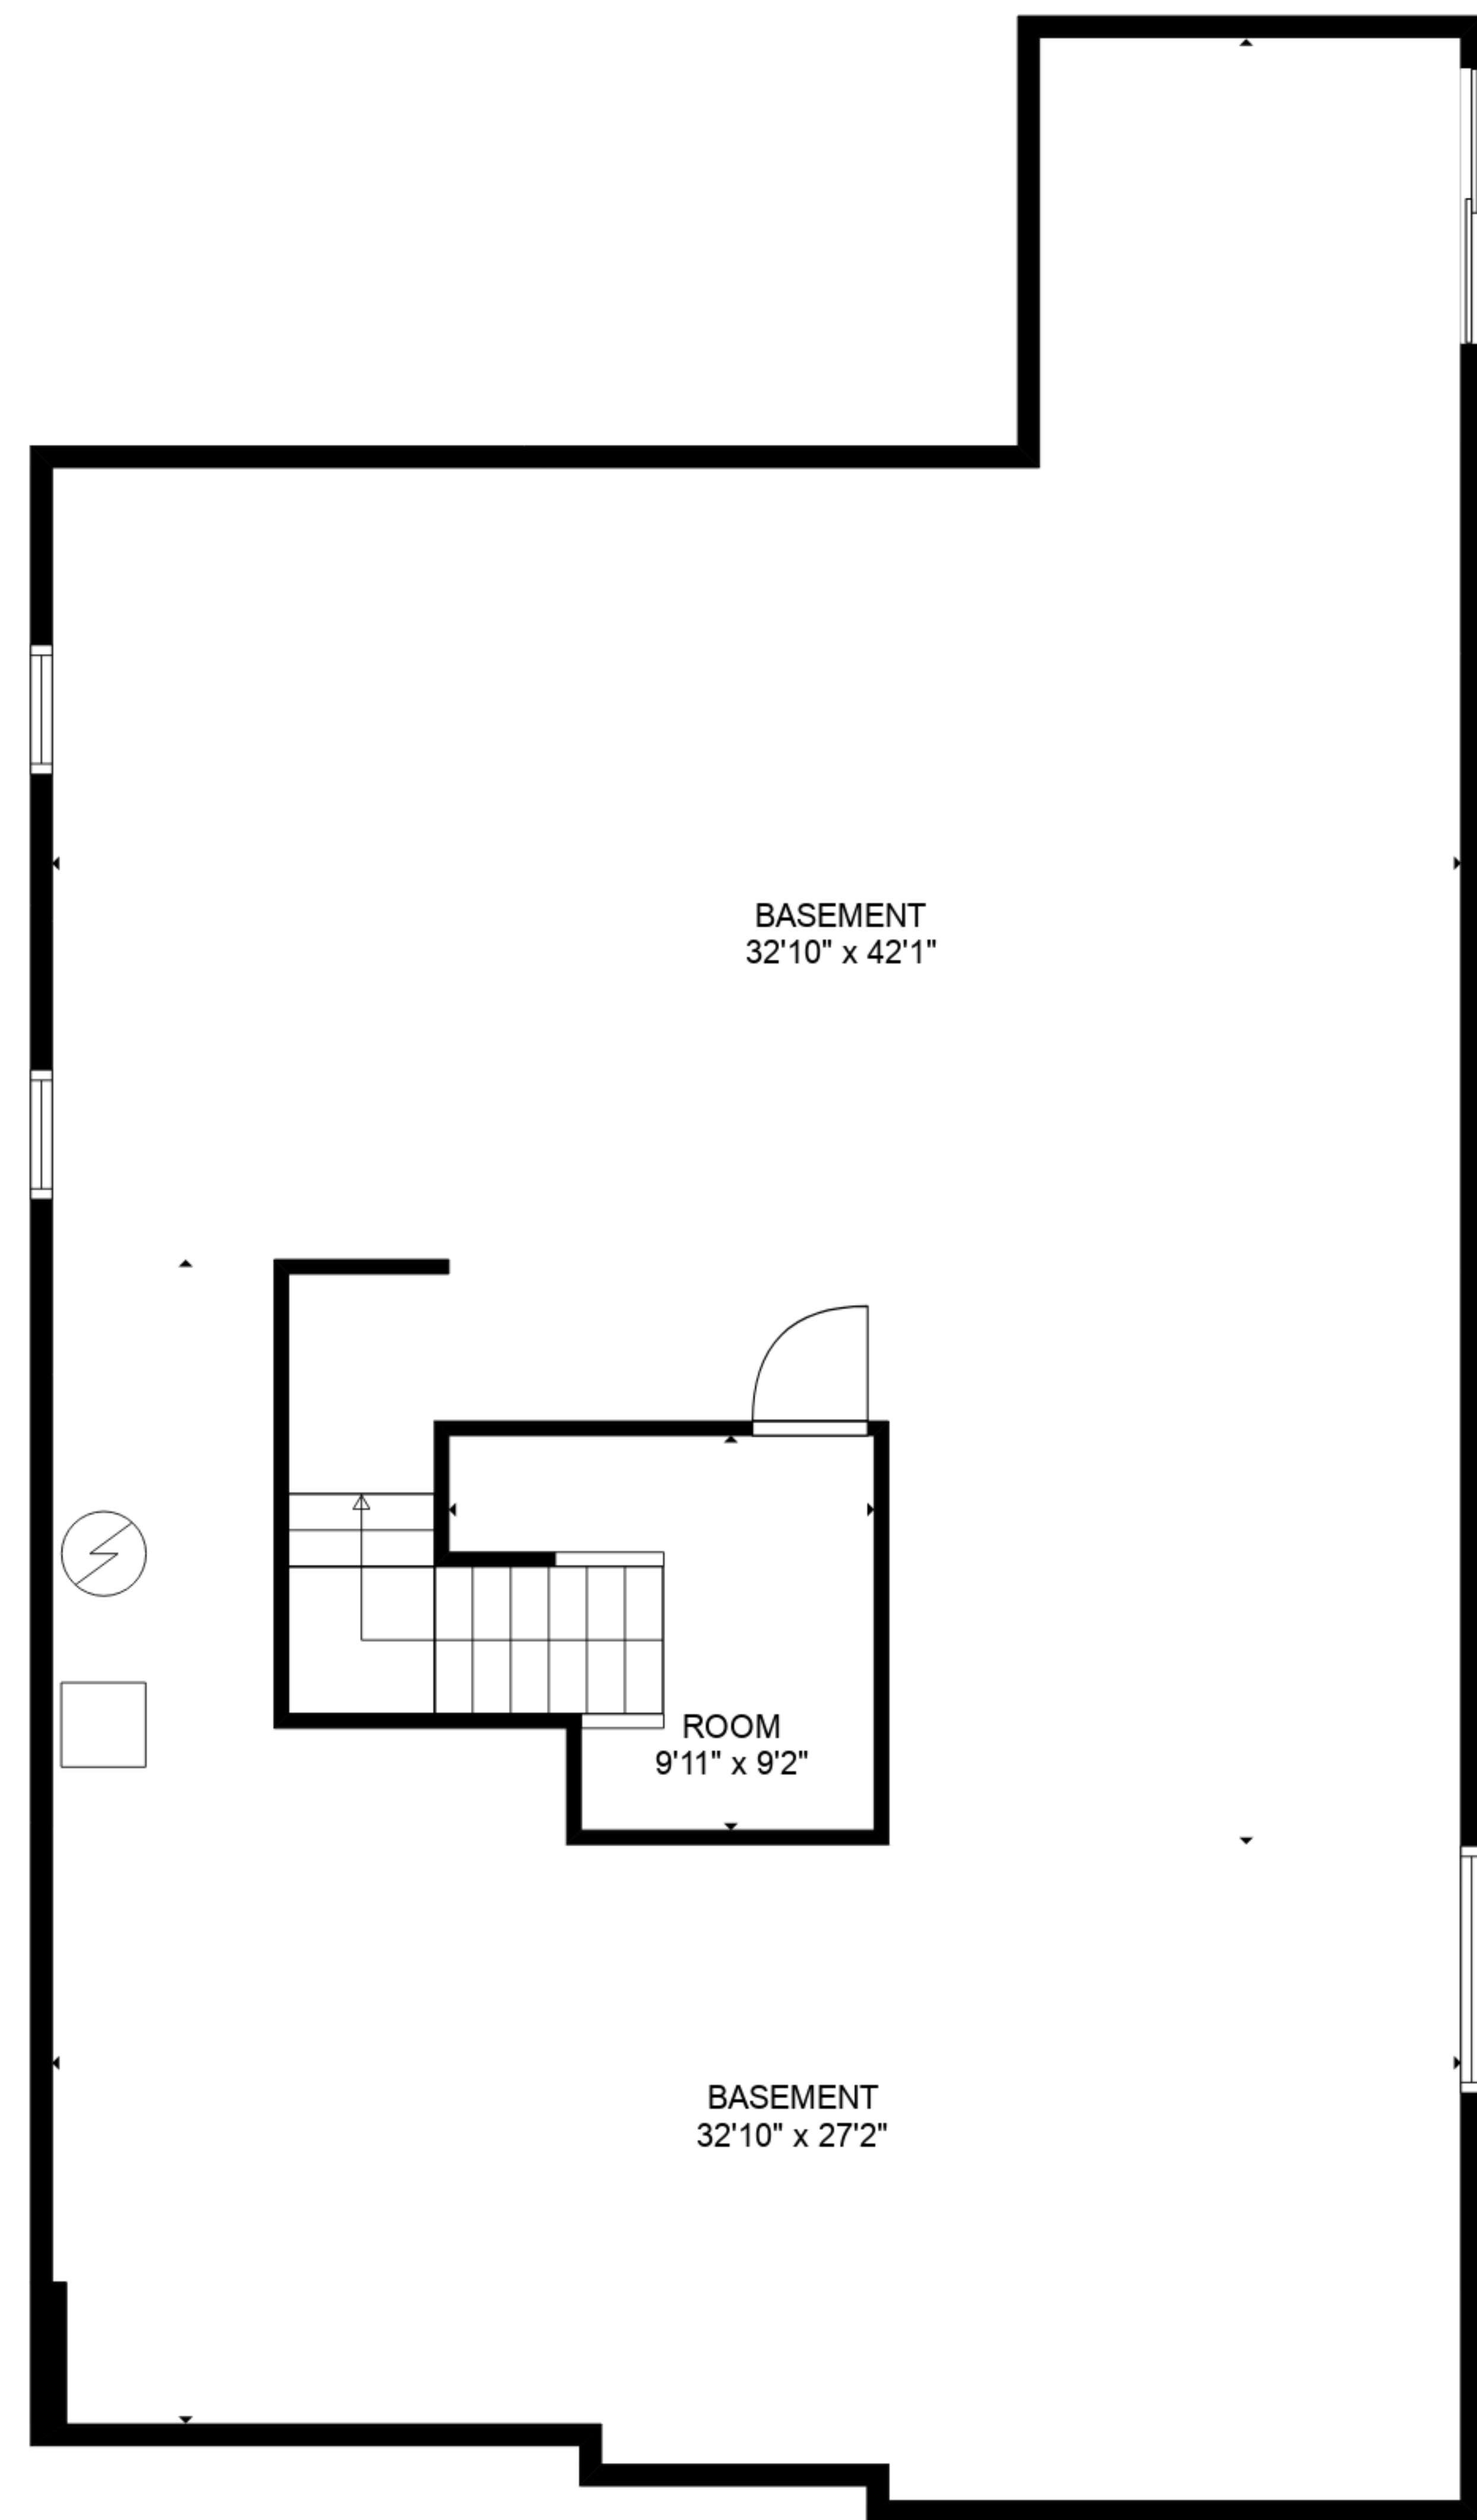 BASEMENT
32'10" x 42'1"
ROOM
9'11" x 9'2"
BASEMENT
32'10" x 27'2"